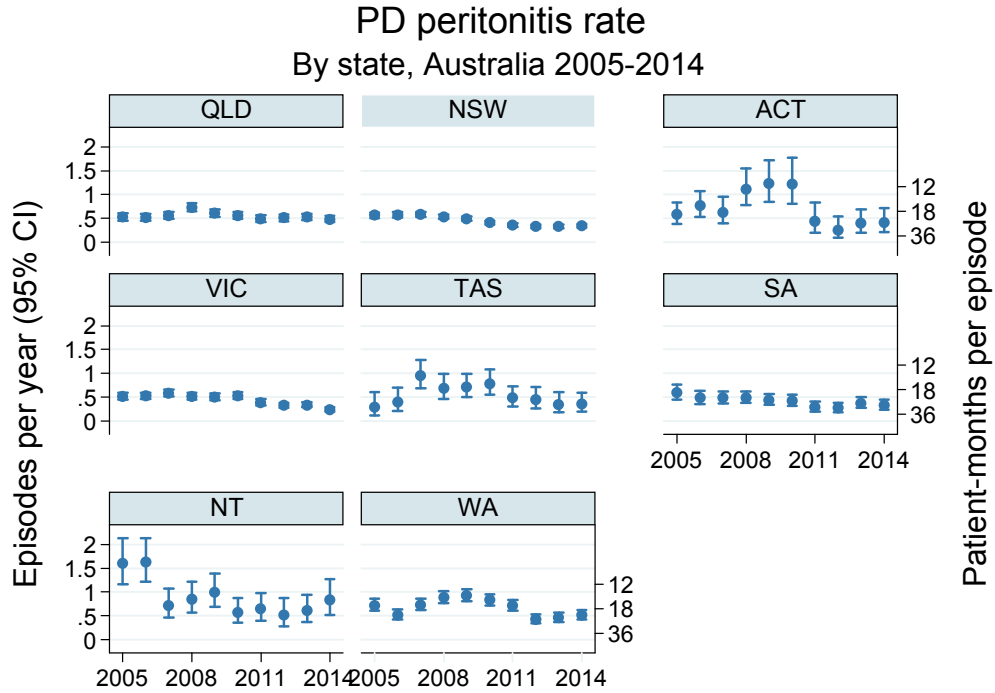 PD peritonitis rate
By state, Australia 2005-2014
Episodes per year (95% CI)
QLD
NSW
ACT
2
1.5
1
.5
0
12
18
36
VIC
TAS
SA
2
1.5
1
.5
0
12
18
36
2005 2008 2011 2014
NT
WA
2
1.5
1
.5
0
12
18
36
2005 2008 2011 2014 2005 2008 2011 2014
Patient-months per episode